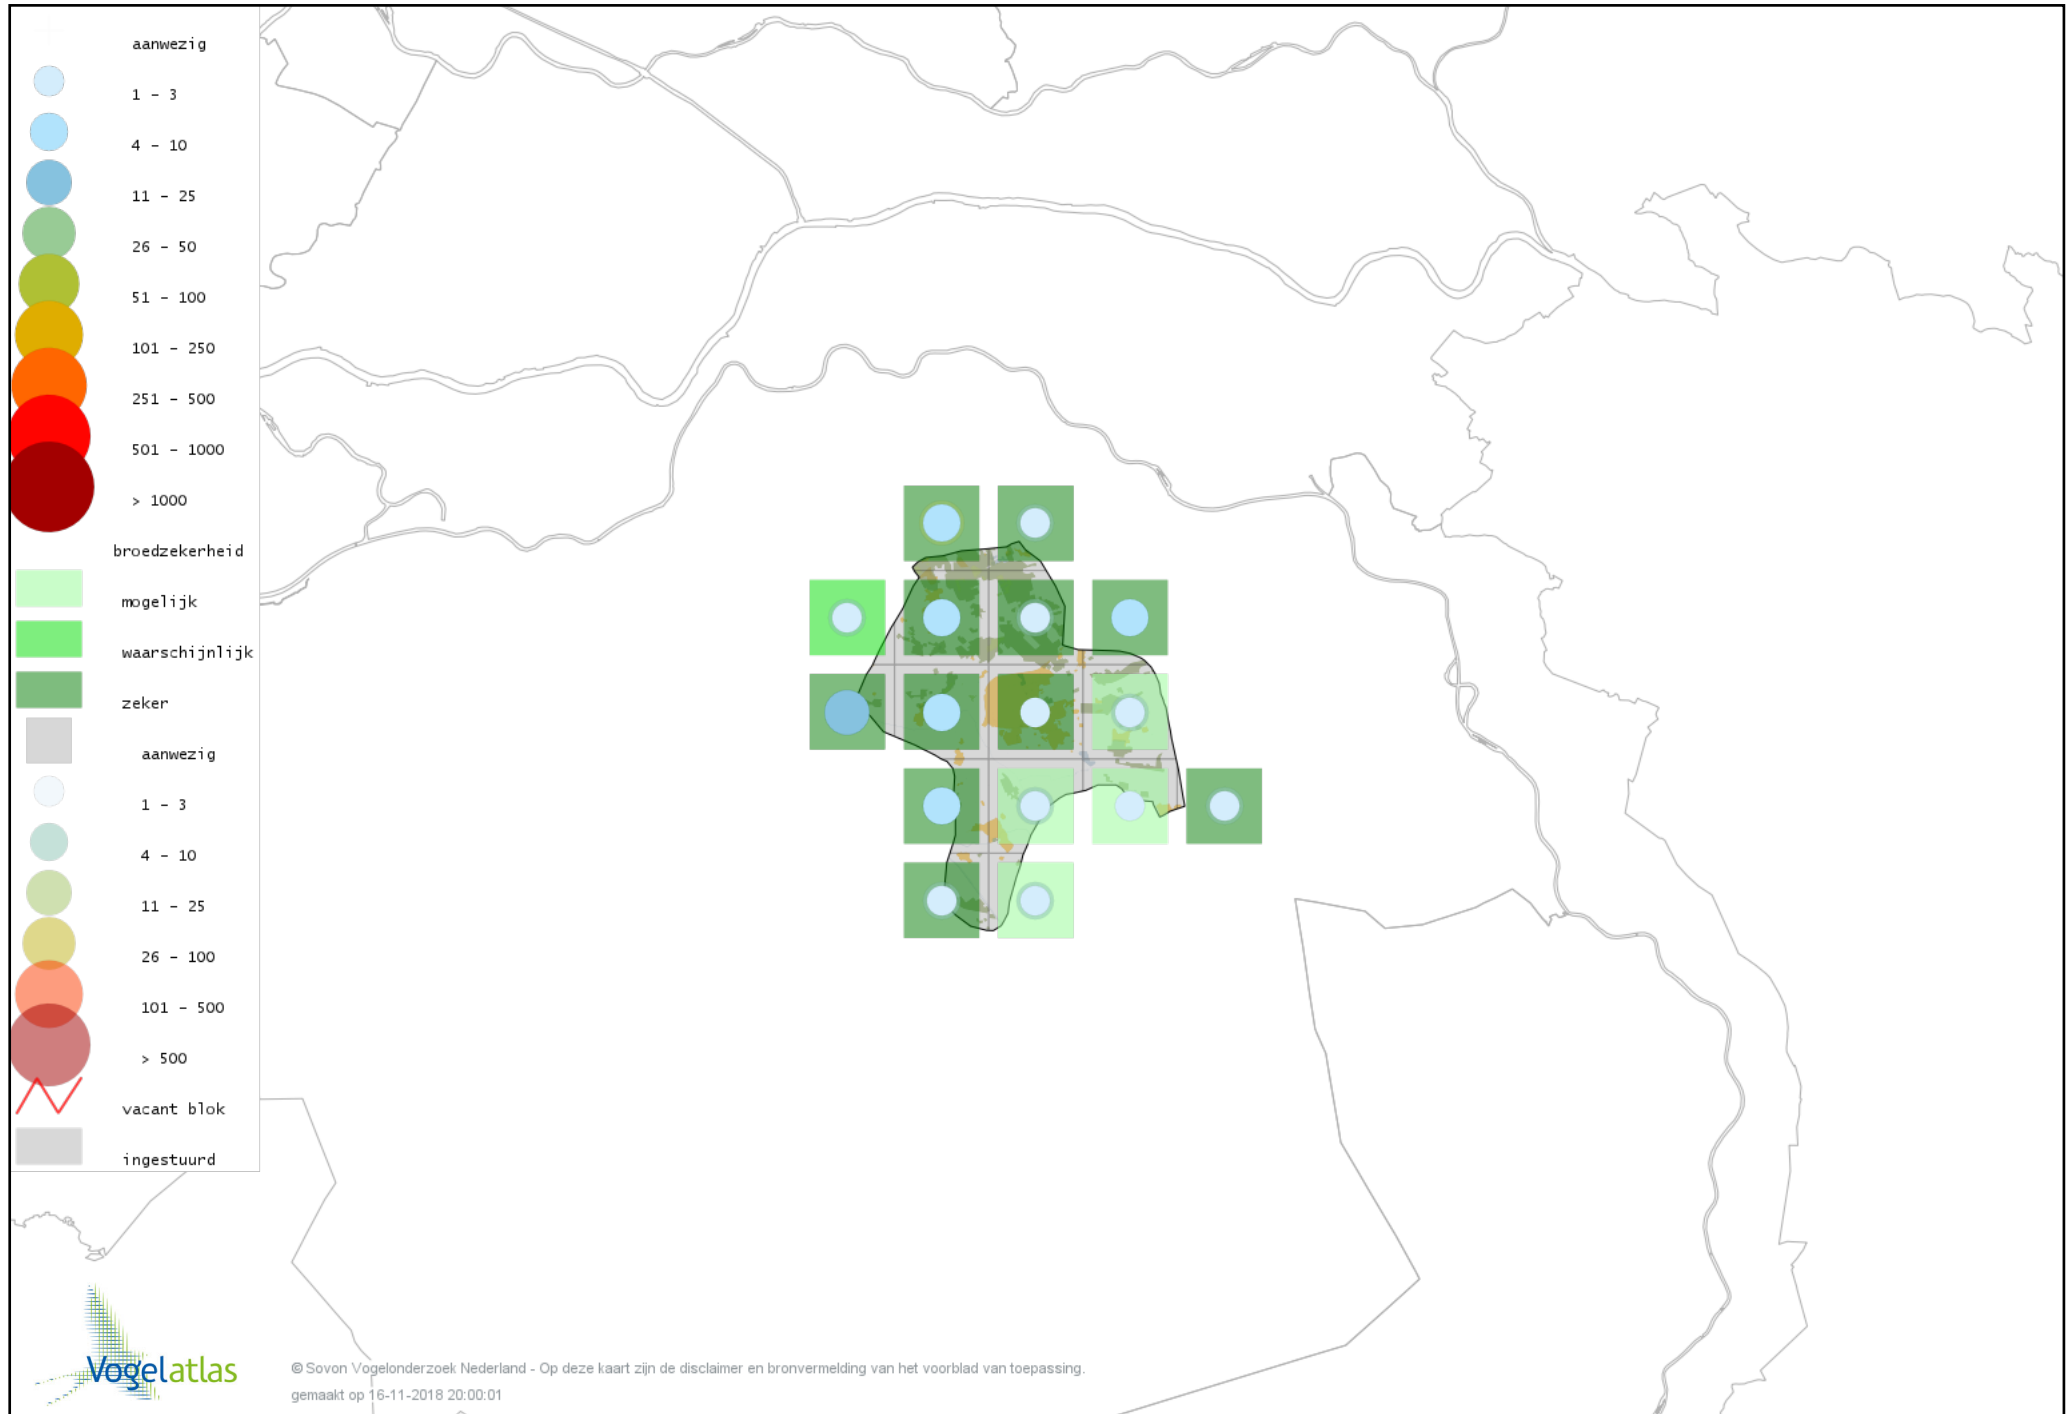 aanwezig
1 - 3
4 - 10
11 - 25
26 - 50
51 - 100
101 - 250
251 - 500
501 - 1000
> 1000
broedzekerheid
mogelijk
waarschijnlijk
zeker
aanwezig
1 - 3
4 - 10
11 - 25
26 - 100
101 - 500
> 500
vacant blok
ingestuurd
Vogelatlas
© Sovon Vogelonderzoek Nederland - Op deze kaart zijn de disclaimer en bronvermelding van het voorblad van toepassing.
gemaakt op 16-11-2018 20:00:01